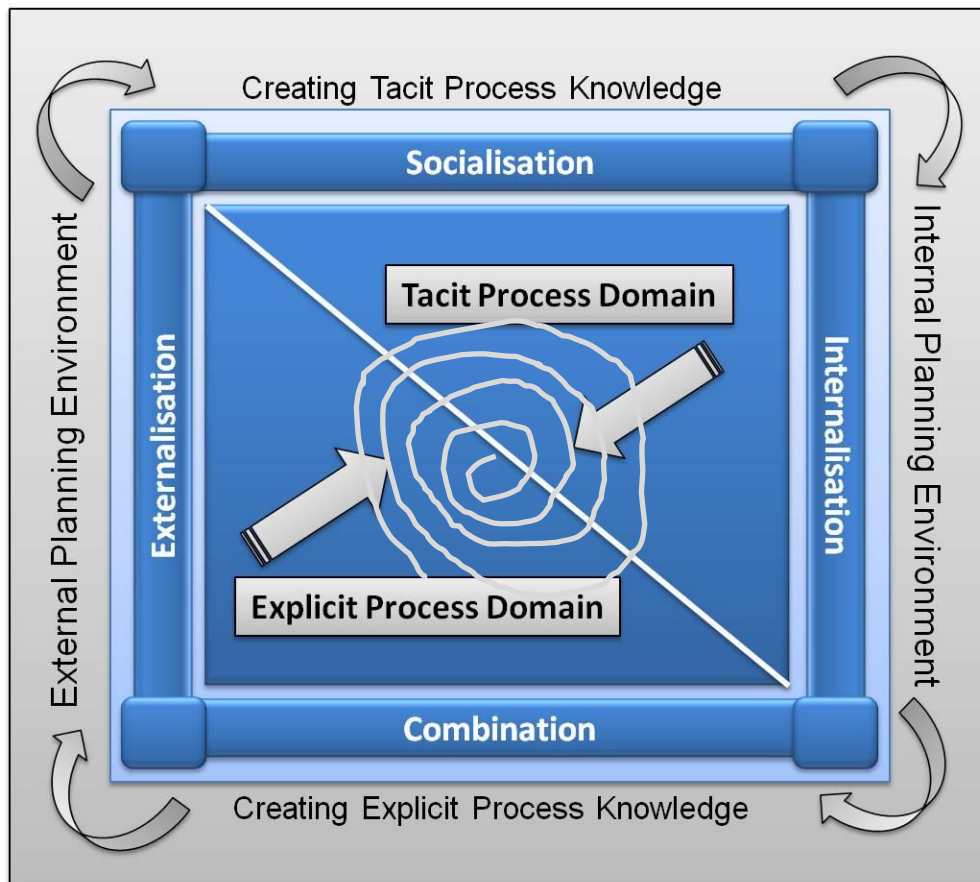 Creating Tacit Process Knowledge
Socialisation
External Planning Environment
Externalisation
Tacit Process Domain
Explicit Process Domain
Internalisation
Internal Planning Environment
Combination
Creating Explicit Process Knowledge